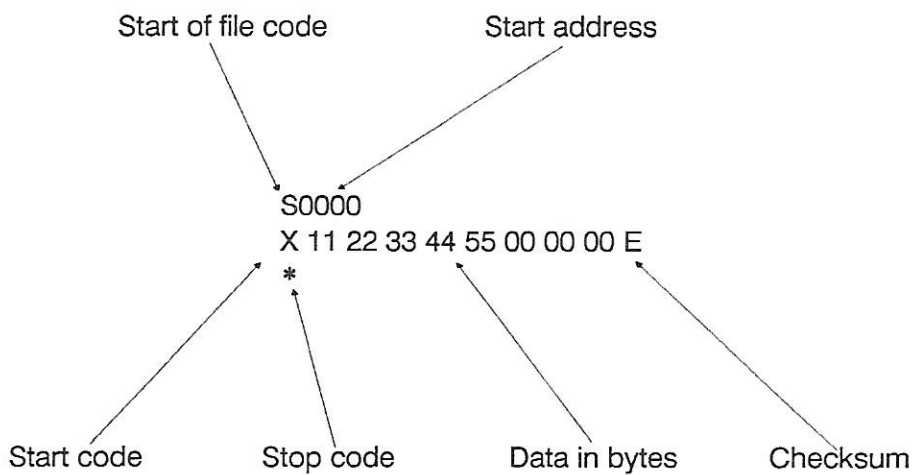 Start of file code Start address
S0000
X 11 22 33 44 55 00 00 00 E
*
Start code Stop code Data in bytes Checksum